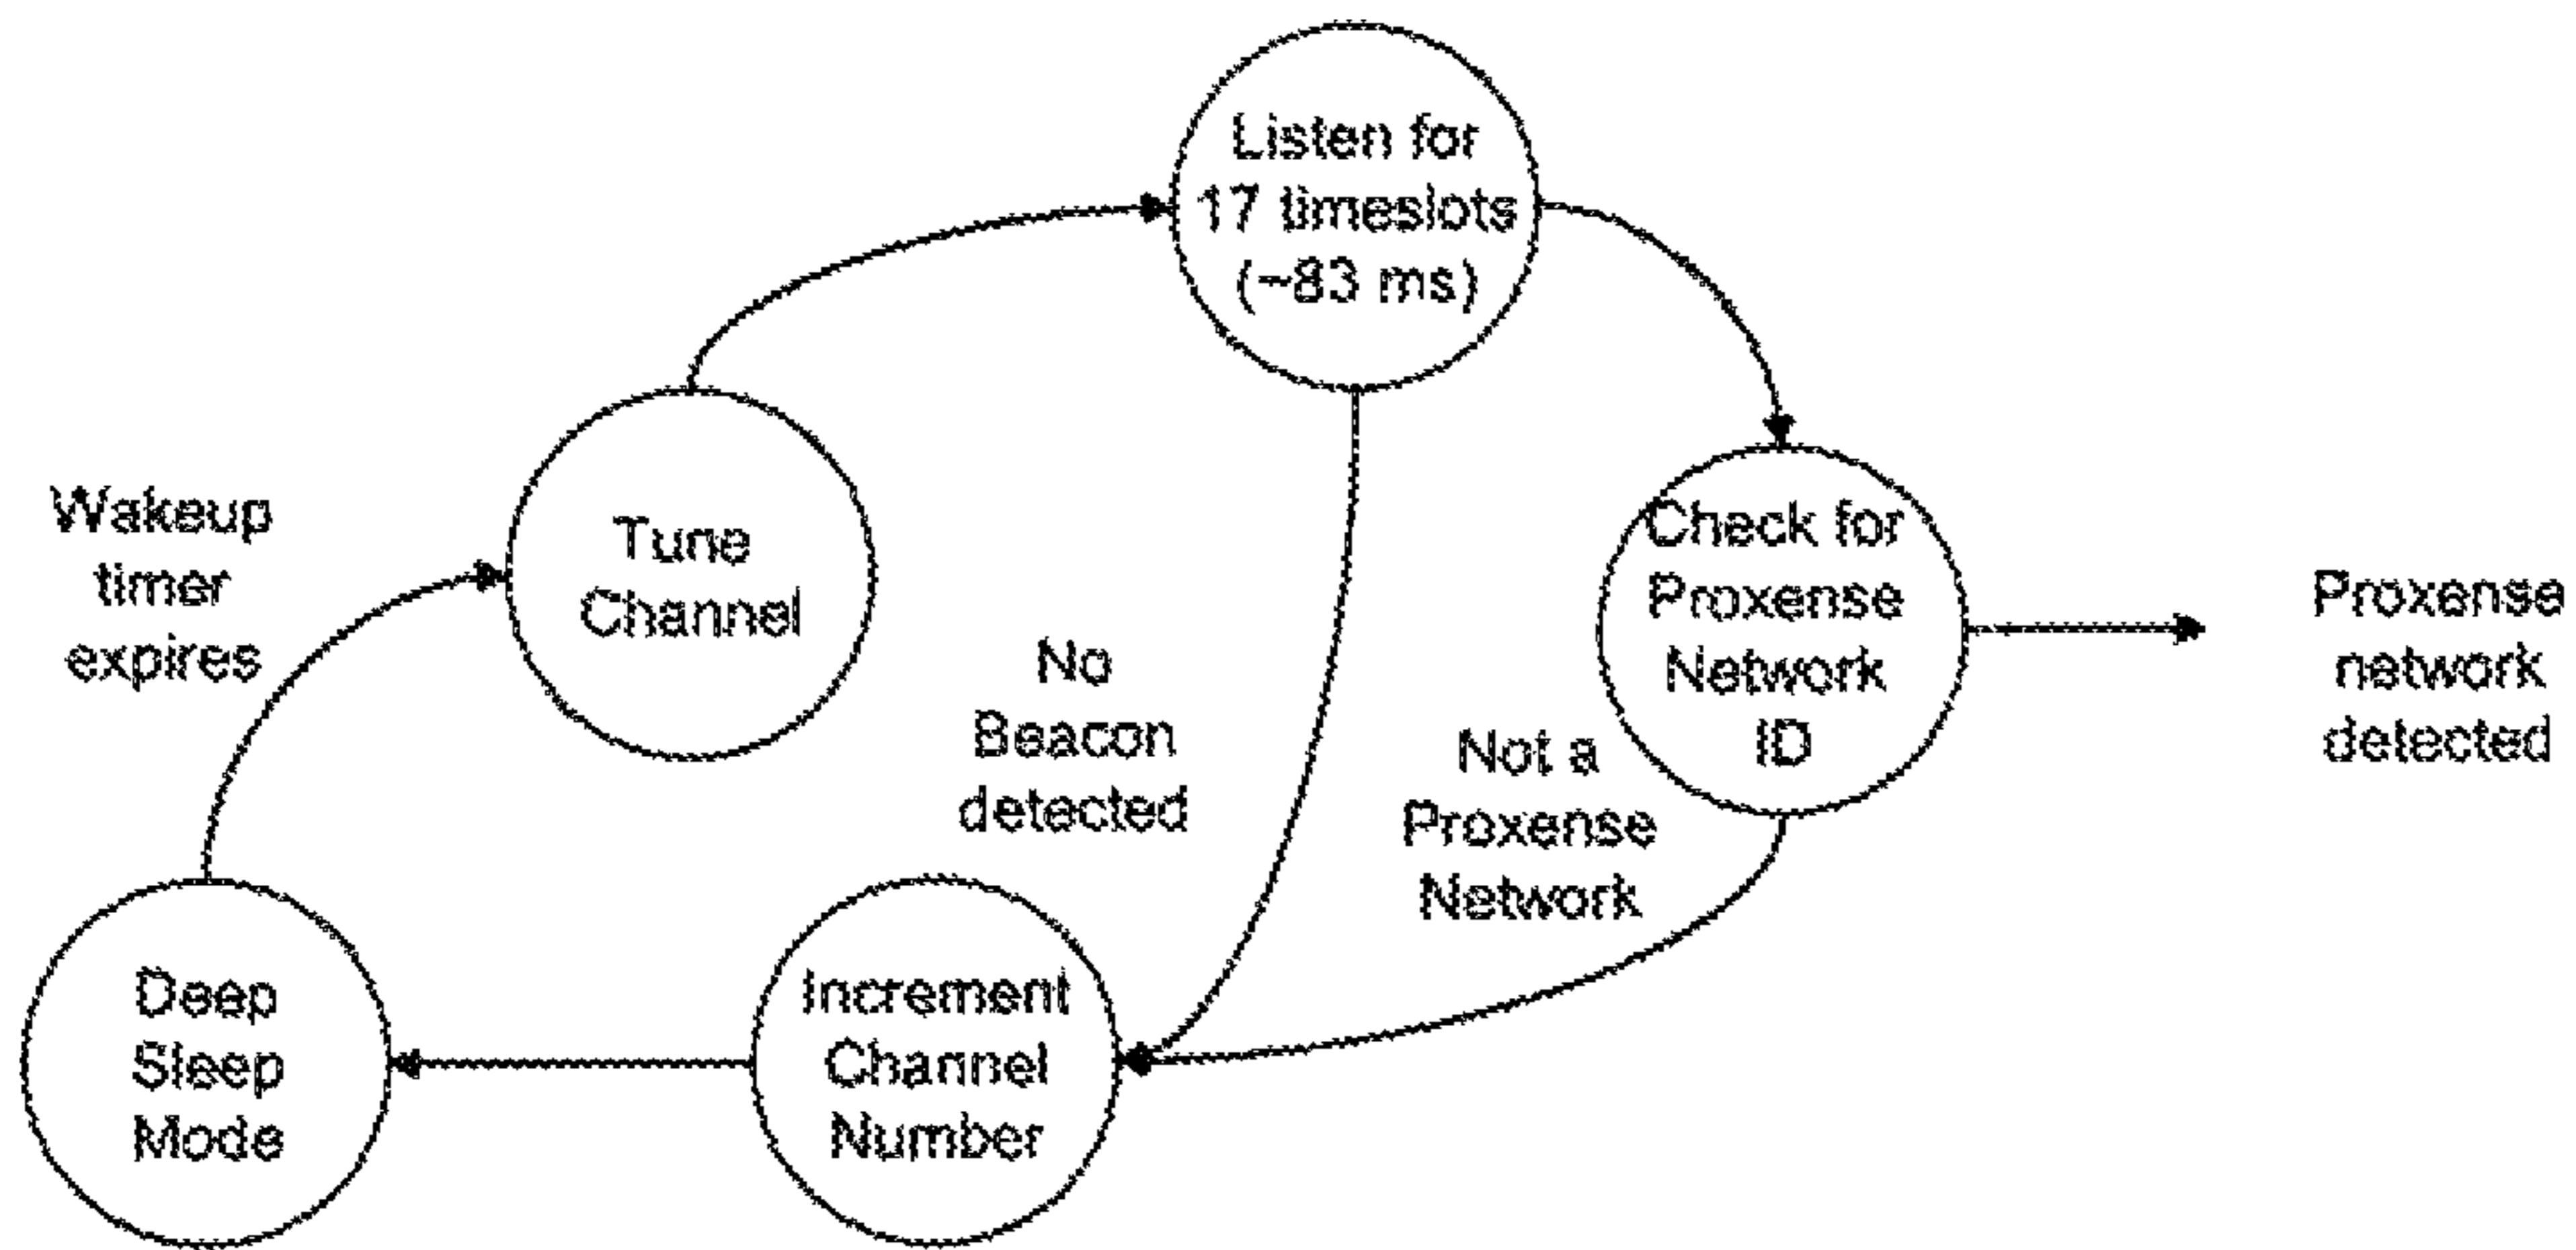 Listen for
17 timeslots
(~83 ms)
Wakeup
timer
expires
Tune
Channel
Check for
Proxense
Network
ID
Proxense
network
detected
No
Beacon
detected
Not a
Proxense
Network
Deep
Sleep
Mode
Increment
Channel
Number